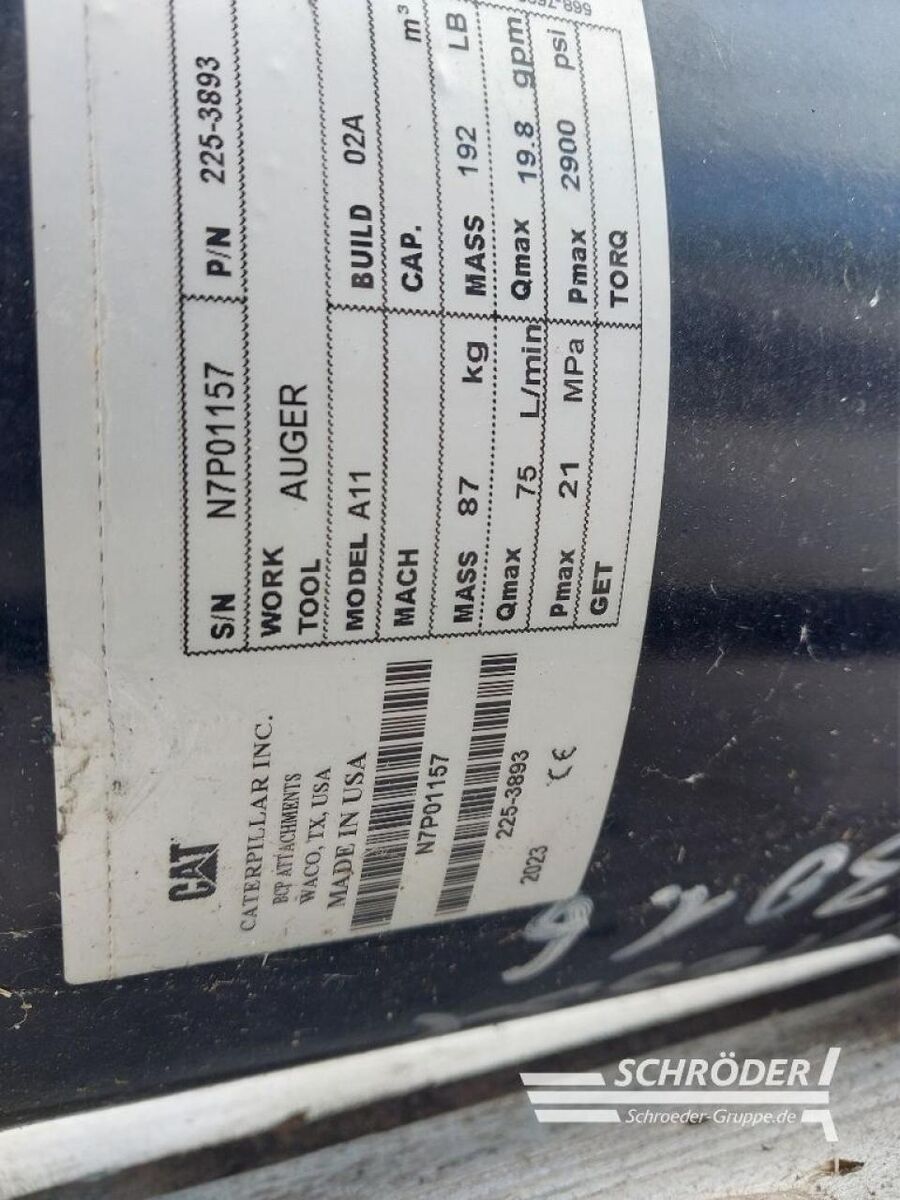 CAT
CATERPILLAR INC.
BCP ATTACHMENTS
WACO, TX, USA
MADE IN USA
N7P01157
225-3893
2023 CE
S/N N7P01157 P/N 225-3893
WORK TOOL AUGER
MODEL A11 BUILD 02A
MACH CAP. m³
MASS 87 kg MASS 192 LB
Qmax 75 L/min Qmax 19.8 gpm
Pmax 21 MPa Pmax 2900 psi
GET TORQ
SCHRÖDER
Schroeder-Gruppe.de